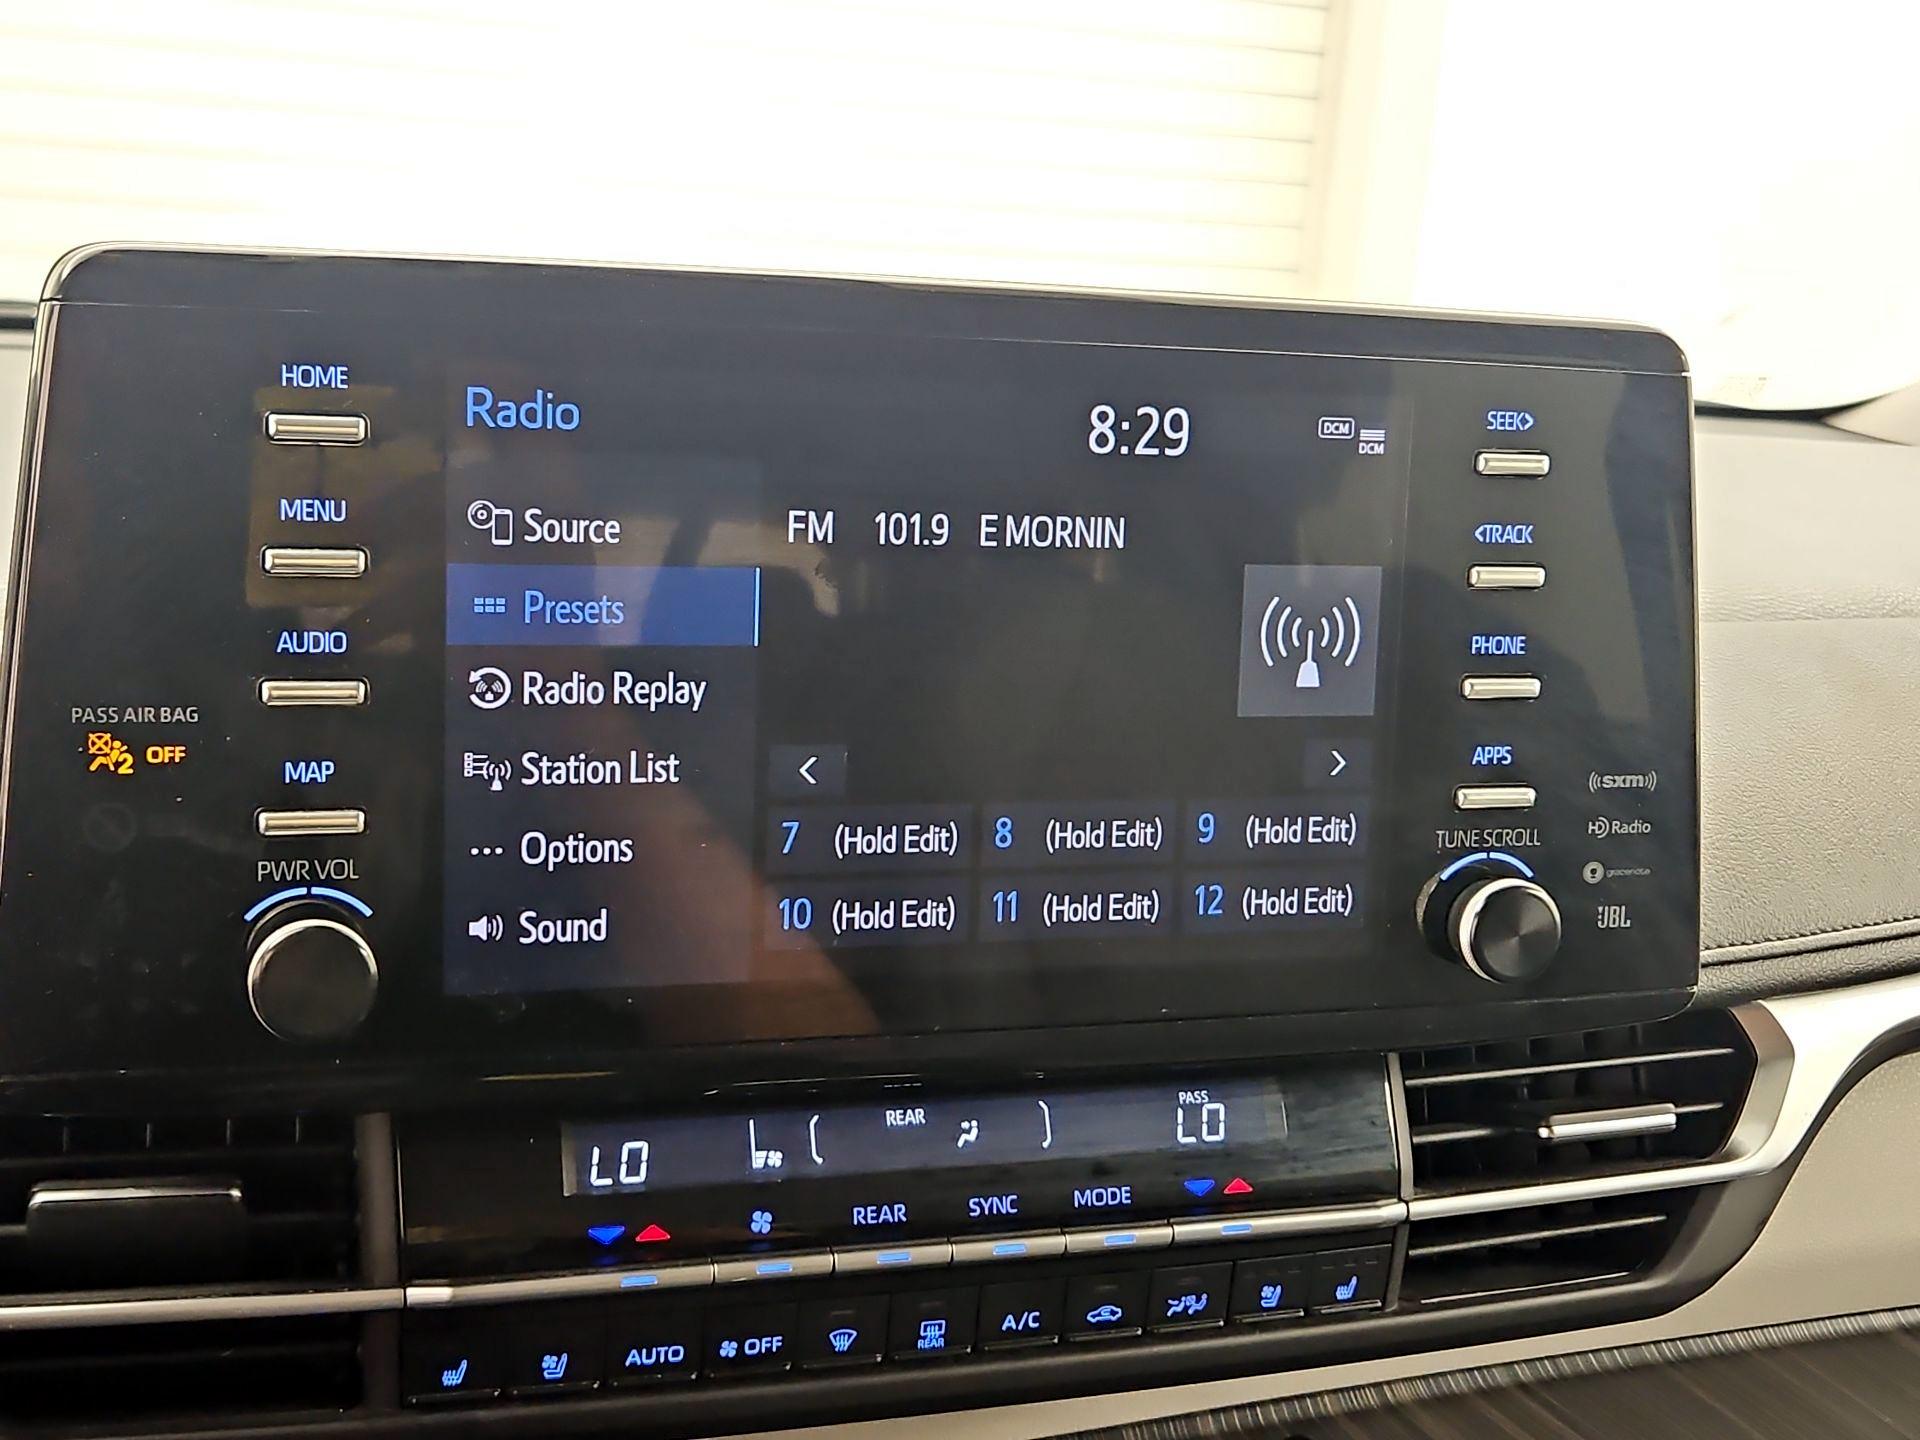 HOME
MENU
AUDIO
PASS AIR BAG
2 OFF
MAP
PWR VOL
Radio
8:29
DCM
DCM
Source
Presets
Radio Replay
Station List
Options
Sound
FM 101.9 E MORNIN
7 (Hold Edit) 8 (Hold Edit) 9 (Hold Edit)
10 (Hold Edit) 11 (Hold Edit) 12 (Hold Edit)
SEEK>
<TRACK
PHONE
APPS
TUNE SCROLL
((sxm))
HD Radio
gracenote
JBL
LO REAR PASS LO
REAR SYNC MODE
AUTO OFF REAR A/C